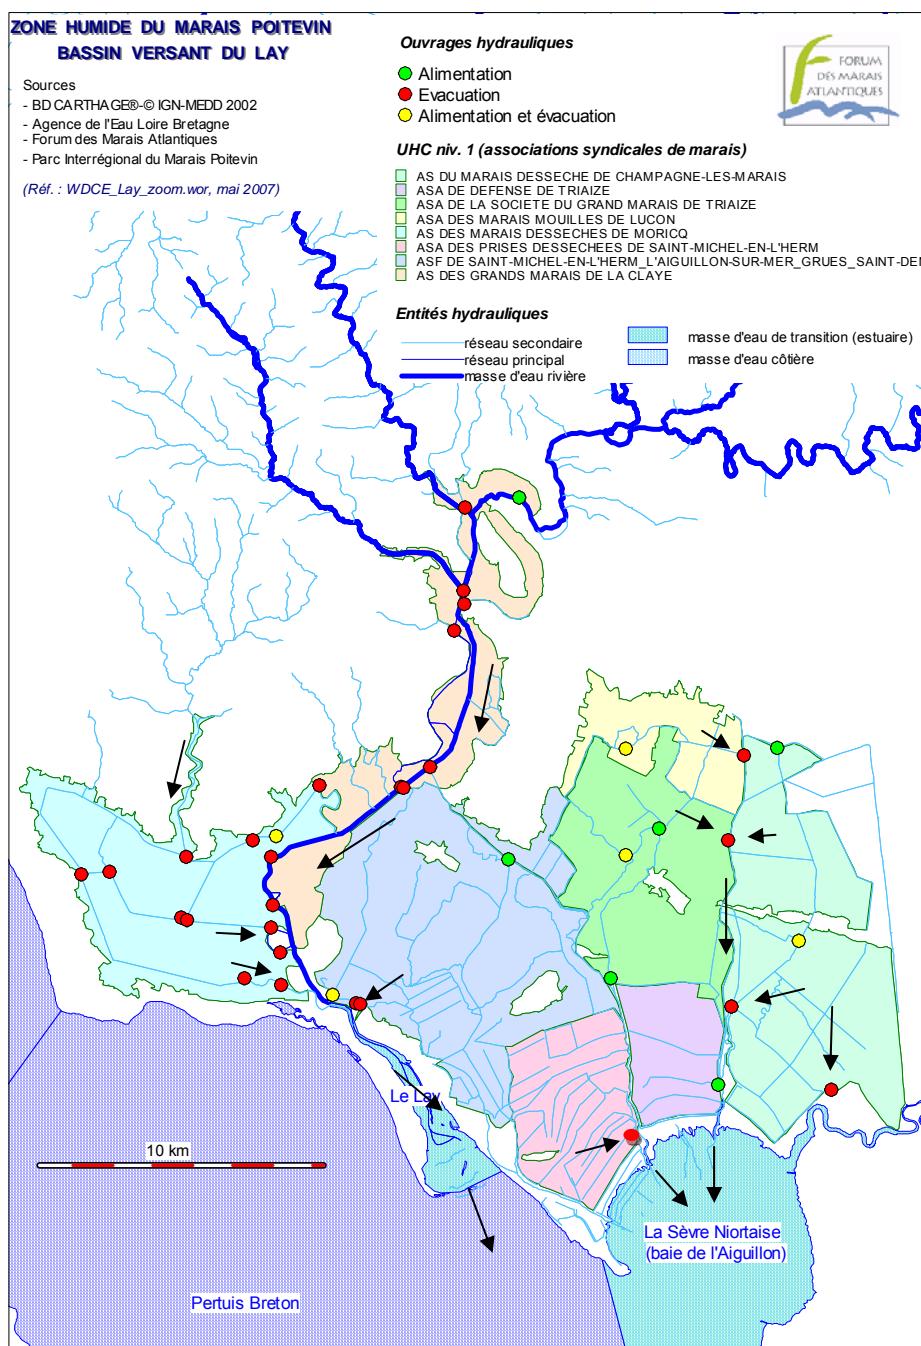 ZONE HUMIDE DU MARAIS POITEVIN
BASSIN VERSANT DU LAY
Sources
- BD CARTHAGE®-© IGN-MEDD 2002
- Agence de l'Eau Loire Bretagne
- Forum des Marais Atlantiques
- Parc Interrégional du Marais Poitevin
(Réf. : WDCE_Lay_zoom.wor, mai 2007)
Ouvrages hydrauliques
Alimentation
Evacuation
Alimentation et évacuation
FORUM
DES MARAIS
ATLANTIQUES
UHC niv. 1 (associations syndicales de marais)
AS DU MARAIS DESSECHE DE CHAMPAGNE-LES-MARAIS
ASA DE DEFENSE DE TRIAIZE
ASA DE LA SOCIETE DU GRAND MARAIS DE TRIAIZE
ASA DES MARAIS MOUILLES DE LUCON
AS DES MARAIS DESSECHES DE MORICQ
ASA DES PRISES DESSECHEES DE SAINT-MICHEL-EN-L'HERM
ASF DE SAINT-MICHEL-EN-L'HERM_L'AIGUILLON-SUR-MER_GRUES_SAINT-DEN
AS DES GRANDS MARAIS DE LA CLAYE
Entités hydrauliques
réseau secondaire
réseau principal
masse d'eau rivière
masse d'eau de transition (estuaire)
masse d'eau côtière
Le Lay
10 km
La Sèvre Niortaise
(baie de l'Aiguillon)
Pertuis Breton